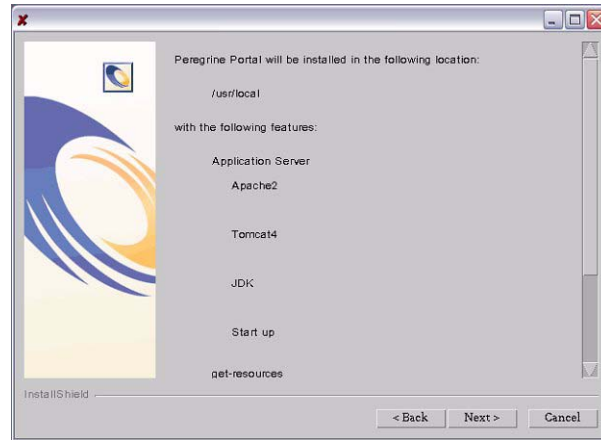 Peregrine Portal will be installed in the following location:
/usr/local
with the following features:
Application Server
Apache2
Tomcat4
JDK
Start up
get-resources
InstallShield
< Back
Next >
Cancel